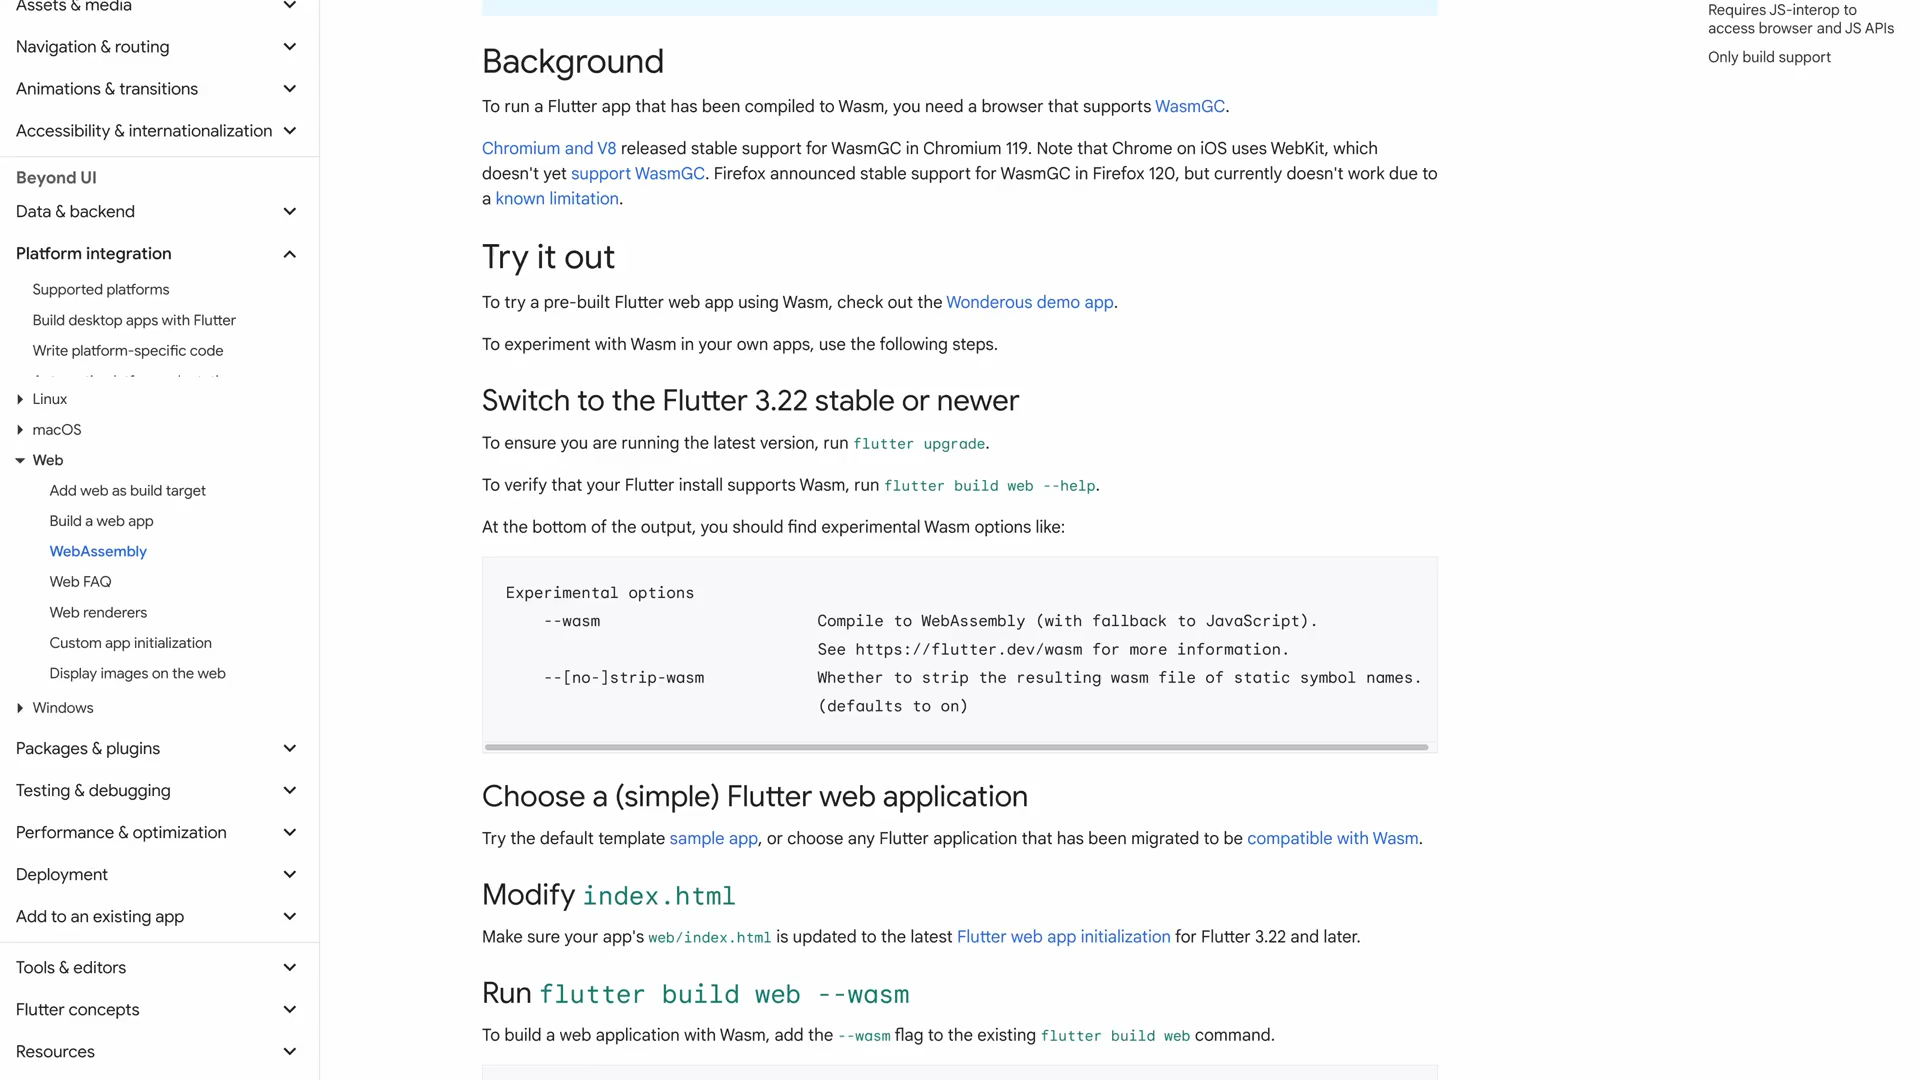 Assets & media
Navigation & routing
Animations & transitions
Accessibility & internationalization
Beyond UI
Data & backend
Platform integration
Supported platforms
Build desktop apps with Flutter
Write platform-specific code
Linux
macOS
Web
Add web as build target
Build a web app
WebAssembly
Web FAQ
Web renderers
Custom app initialization
Display images on the web
Windows
Packages & plugins
Testing & debugging
Performance & optimization
Deployment
Add to an existing app
Tools & editors
Flutter concepts
Resources
Background
To run a Flutter app that has been compiled to Wasm, you need a browser that supports WasmGC.
Chromium and V8 released stable support for WasmGC in Chromium 119. Note that Chrome on iOS uses WebKit, which
doesn't yet support WasmGC. Firefox announced stable support for WasmGC in Firefox 120, but currently doesn't work due to
a known limitation.
Try it out
To try a pre-built Flutter web app using Wasm, check out the Wonderous demo app.
To experiment with Wasm in your own apps, use the following steps.
Switch to the Flutter 3.22 stable or newer
To ensure you are running the latest version, run flutter upgrade.
To verify that your Flutter install supports Wasm, run flutter build web --help.
At the bottom of the output, you should find experimental Wasm options like:
Experimental options
--wasm Compile to WebAssembly (with fallback to JavaScript).
See https://flutter.dev/wasm for more information.
--[no-]strip-wasm Whether to strip the resulting wasm file of static symbol names.
(defaults to on)
Choose a (simple) Flutter web application
Try the default template sample app, or choose any Flutter application that has been migrated to be compatible with Wasm.
Modify index.html
Make sure your app's web/index.html is updated to the latest Flutter web app initialization for Flutter 3.22 and later.
Run flutter build web --wasm
To build a web application with Wasm, add the --wasm flag to the existing flutter build web command.
Requires JS-interop to
access browser and JS APIs
Only build support